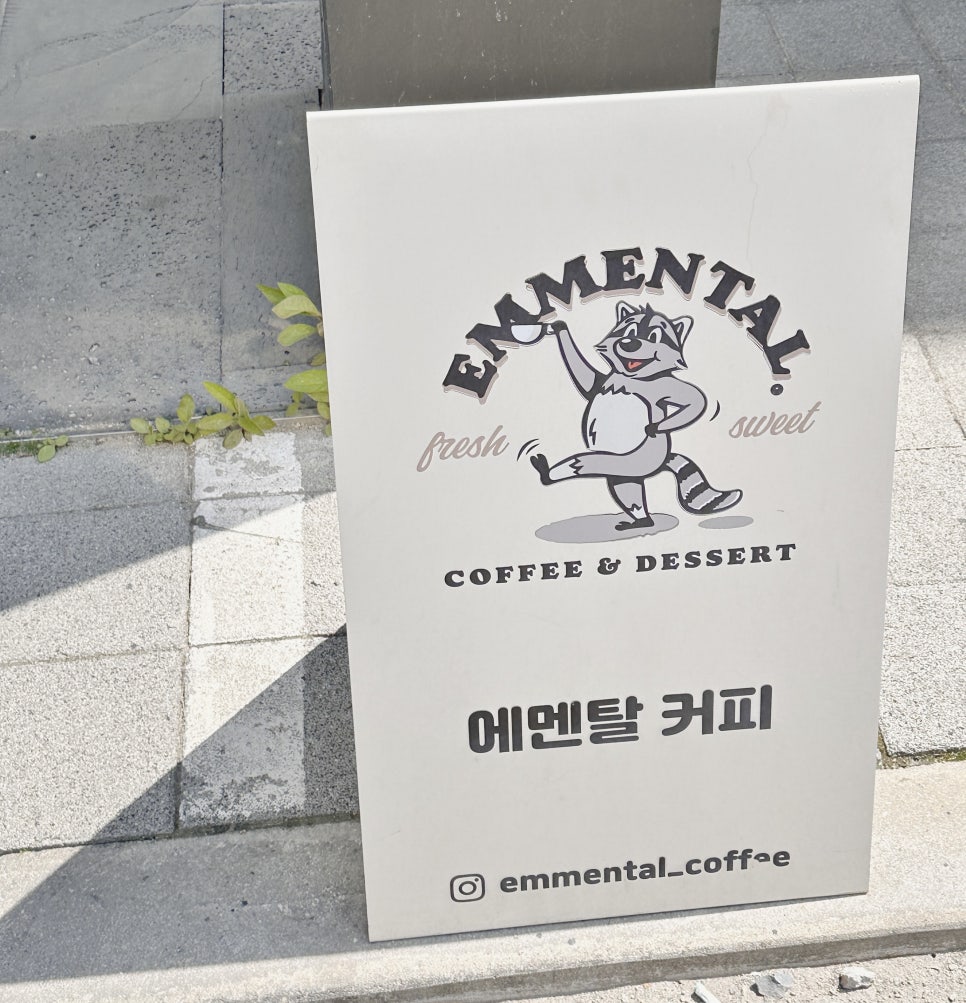 EMMENTAL.
fresh sweet
COFFEE & DESSERT
에멘탈 커피
emmental_coffee